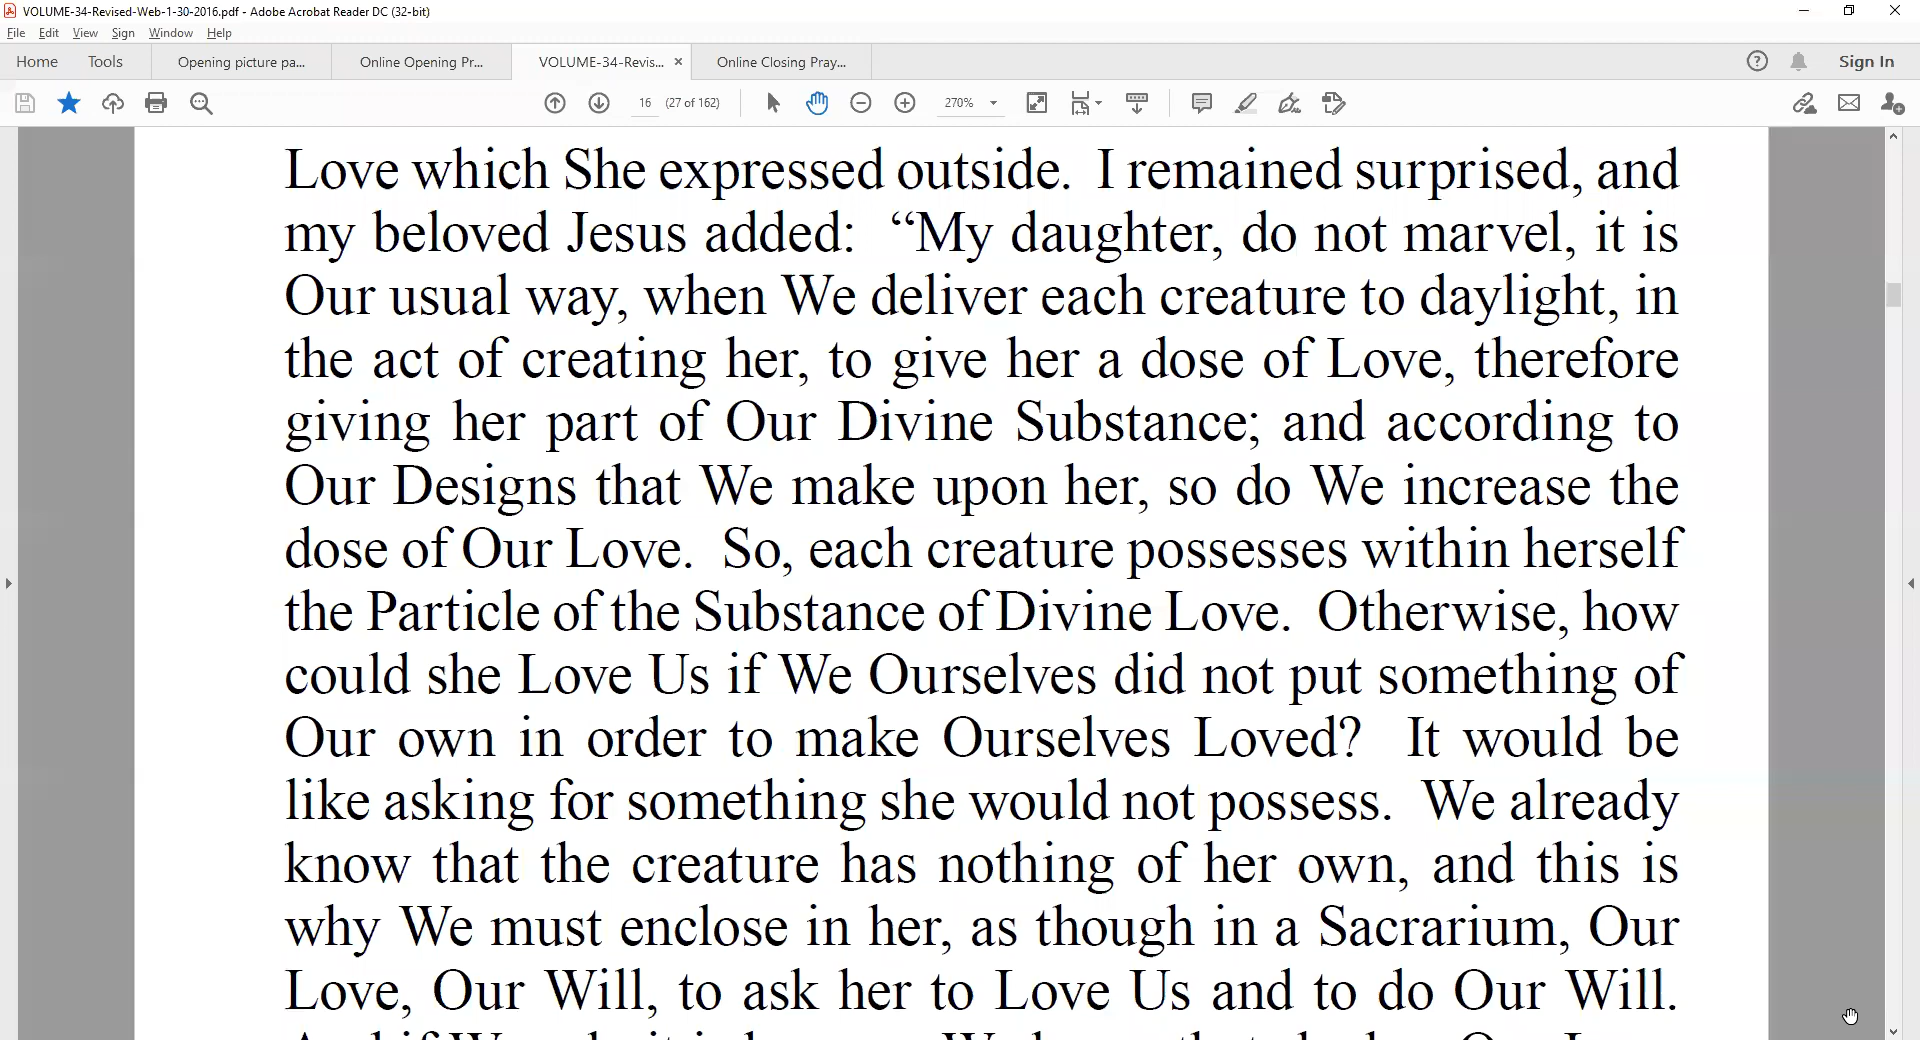 VOLUME-34-Revised-Web-1-30-2016.pdf - Adobe Acrobat Reader DC (32-bit)
File Edit View Sign Window Help
Home Tools Opening picture pa... Online Opening Pr... VOLUME-34-Revis... × Online Closing Pray... Sign In
16 (27 of 162) 270%
Love which She expressed outside. I remained surprised, and
my beloved Jesus added: “My daughter, do not marvel, it is
Our usual way, when We deliver each creature to daylight, in
the act of creating her, to give her a dose of Love, therefore
giving her part of Our Divine Substance; and according to
Our Designs that We make upon her, so do We increase the
dose of Our Love. So, each creature possesses within herself
the Particle of the Substance of Divine Love. Otherwise, how
could she Love Us if We Ourselves did not put something of
Our own in order to make Ourselves Loved? It would be
like asking for something she would not possess. We already
know that the creature has nothing of her own, and this is
why We must enclose in her, as though in a Sacrarium, Our
Love, Our Will, to ask her to Love Us and to do Our Will.